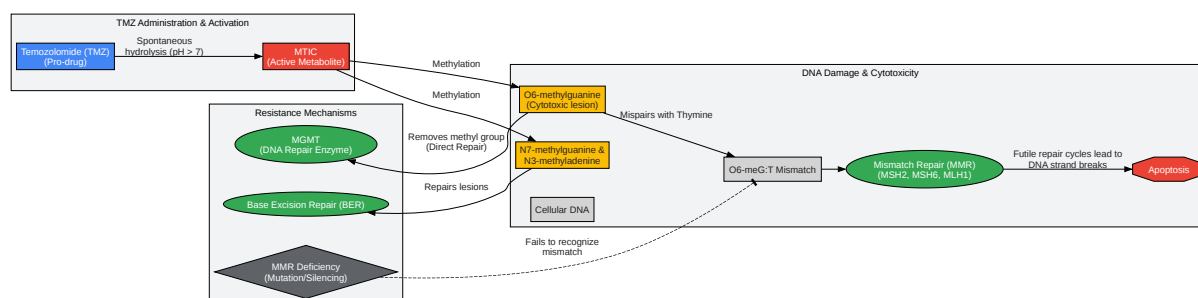 TMZ Administration & Activation
Temozolomide (TMZ)
(Pro-drug)
Spontaneous
hydrolysis (pH > 7)
MTIC
(Active Metabolite)
Methylation
Methylation
DNA Damage & Cytotoxicity
O6-methylguanine
(Cytotoxic lesion)
Mispairs with Thymine
N7-methylguanine &
N3-methyladenine
O6-meG:T Mismatch
Mismatch Repair (MMR)
(MSH2, MSH6, MLH1)
Futile repair cycles lead to
DNA strand breaks
Apoptosis
Cellular DNA
Resistance Mechanisms
MGMT
(DNA Repair Enzyme)
Removes methyl group
(Direct Repair)
Base Excision Repair (BER)
Repairs lesions
MMR Deficiency
(Mutation/Silencing)
Fails to recognize
mismatch